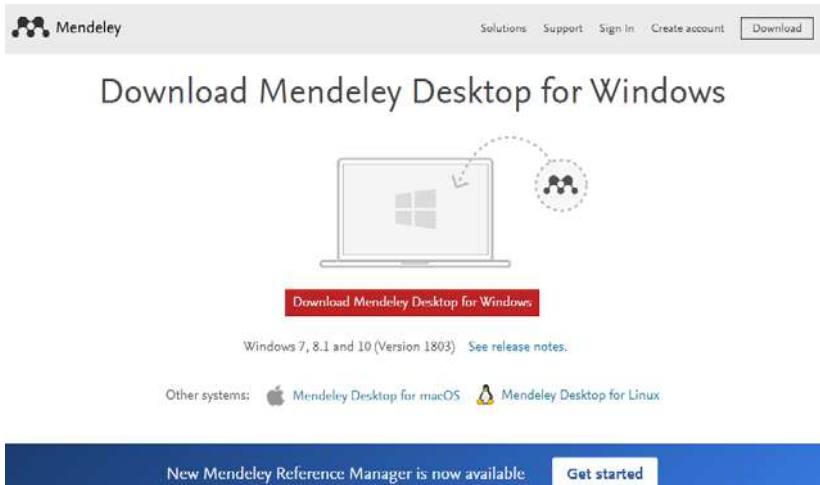 Mendeley Solutions Support Sign In Create account Download
Download Mendeley Desktop for Windows
Download Mendeley Desktop for Windows
Windows 7, 8.1 and 10 (Version 1803) See release notes.
Other systems: Mendeley Desktop for macOS Mendeley Desktop for Linux
New Mendeley Reference Manager is now available Get started